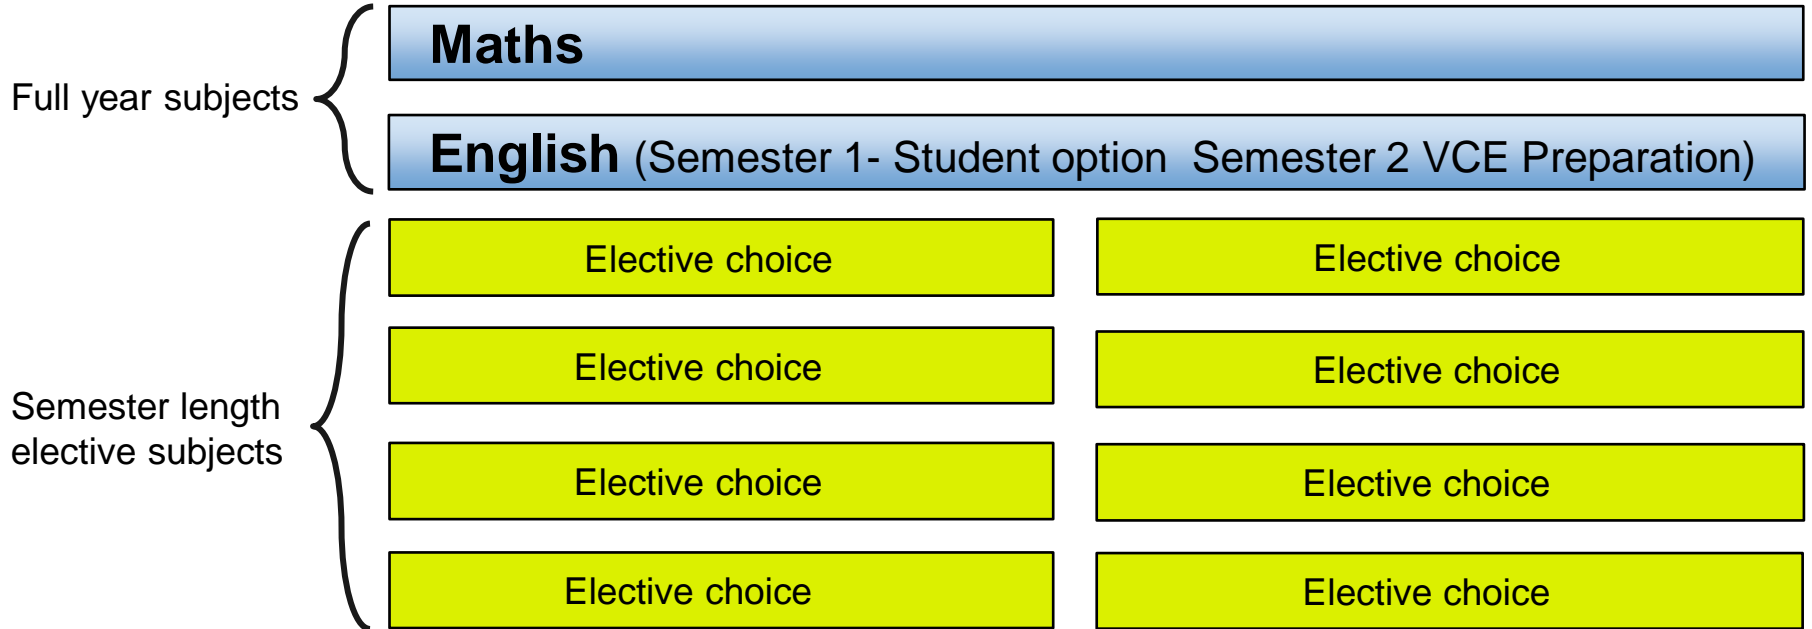 Maths
Full year subjects
English (Semester 1- Student option  Semester 2 VCE Preparation)
Elective choice
Elective choice
Elective choice
Elective choice
Semester length
elective subjects
Elective choice
Elective choice
Elective choice
Elective choice